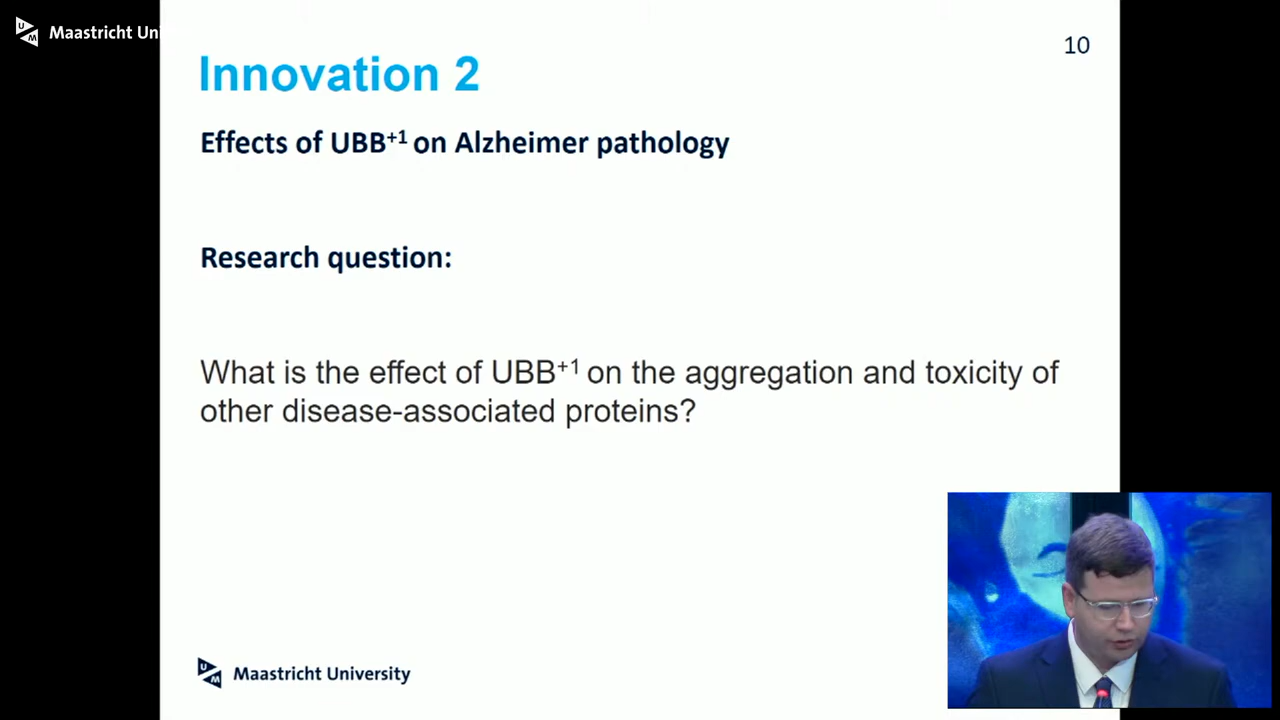 Maastricht Uni
10
Innovation 2
Effects of UBB+1 on Alzheimer pathology
Research question:
What is the effect of UBB+1 on the aggregation and toxicity of
other disease-associated proteins?
Maastricht University